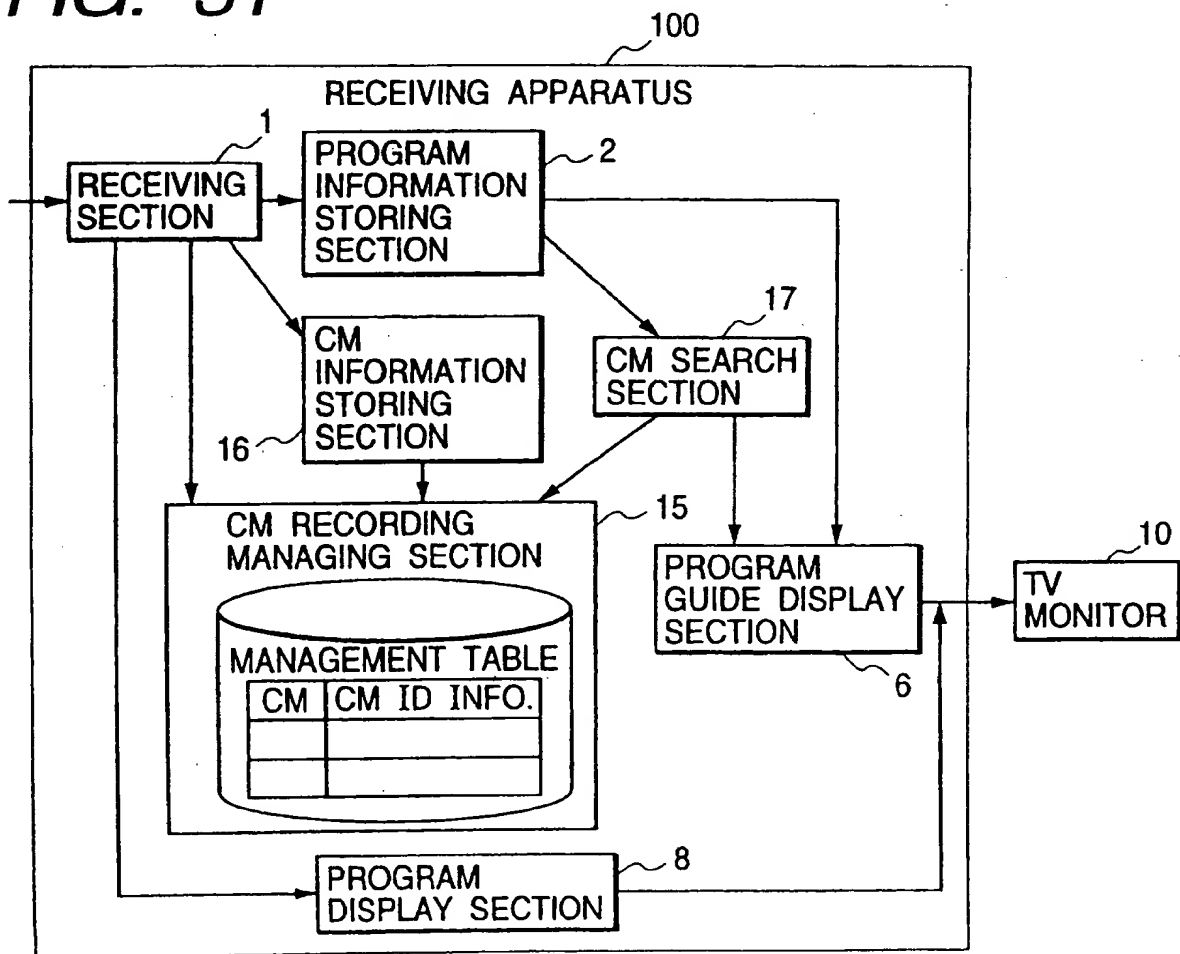 FIG. 31
100
RECEIVING APPARATUS
1
RECEIVING
SECTION
PROGRAM
INFORMATION
STORING
SECTION
2
CM
INFORMATION
STORING
SECTION
16
17
CM SEARCH
SECTION
CM RECORDING
MANAGING SECTION
15
MANAGEMENT TABLE
CM
CM ID INFO.
PROGRAM
GUIDE DISPLAY
SECTION
6
10
TV
MONITOR
PROGRAM
DISPLAY SECTION
8